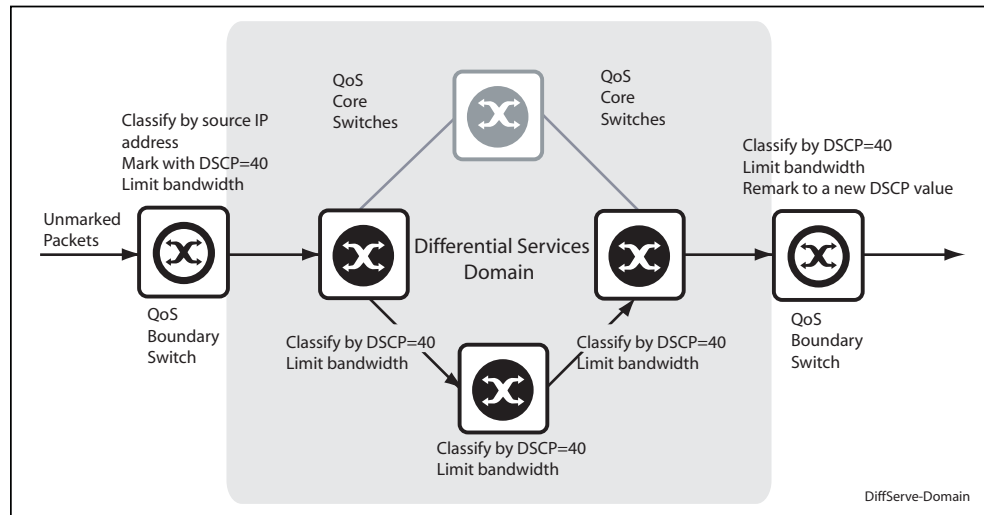 QoS
Core
Switches
QoS
Core
Switches
Classify by source IP
address
Mark with DSCP=40
Limit bandwidth
Classify by DSCP=40
Limit bandwidth
Remark to a new DSCP value
Unmarked
Packets
Differential Services
Domain
QoS
Boundary
Switch
Classify by DSCP=40
Limit bandwidth
Classify by DSCP=40
Limit bandwidth
QoS
Boundary
Switch
Classify by DSCP=40
Limit bandwidth
DiffServe-Domain